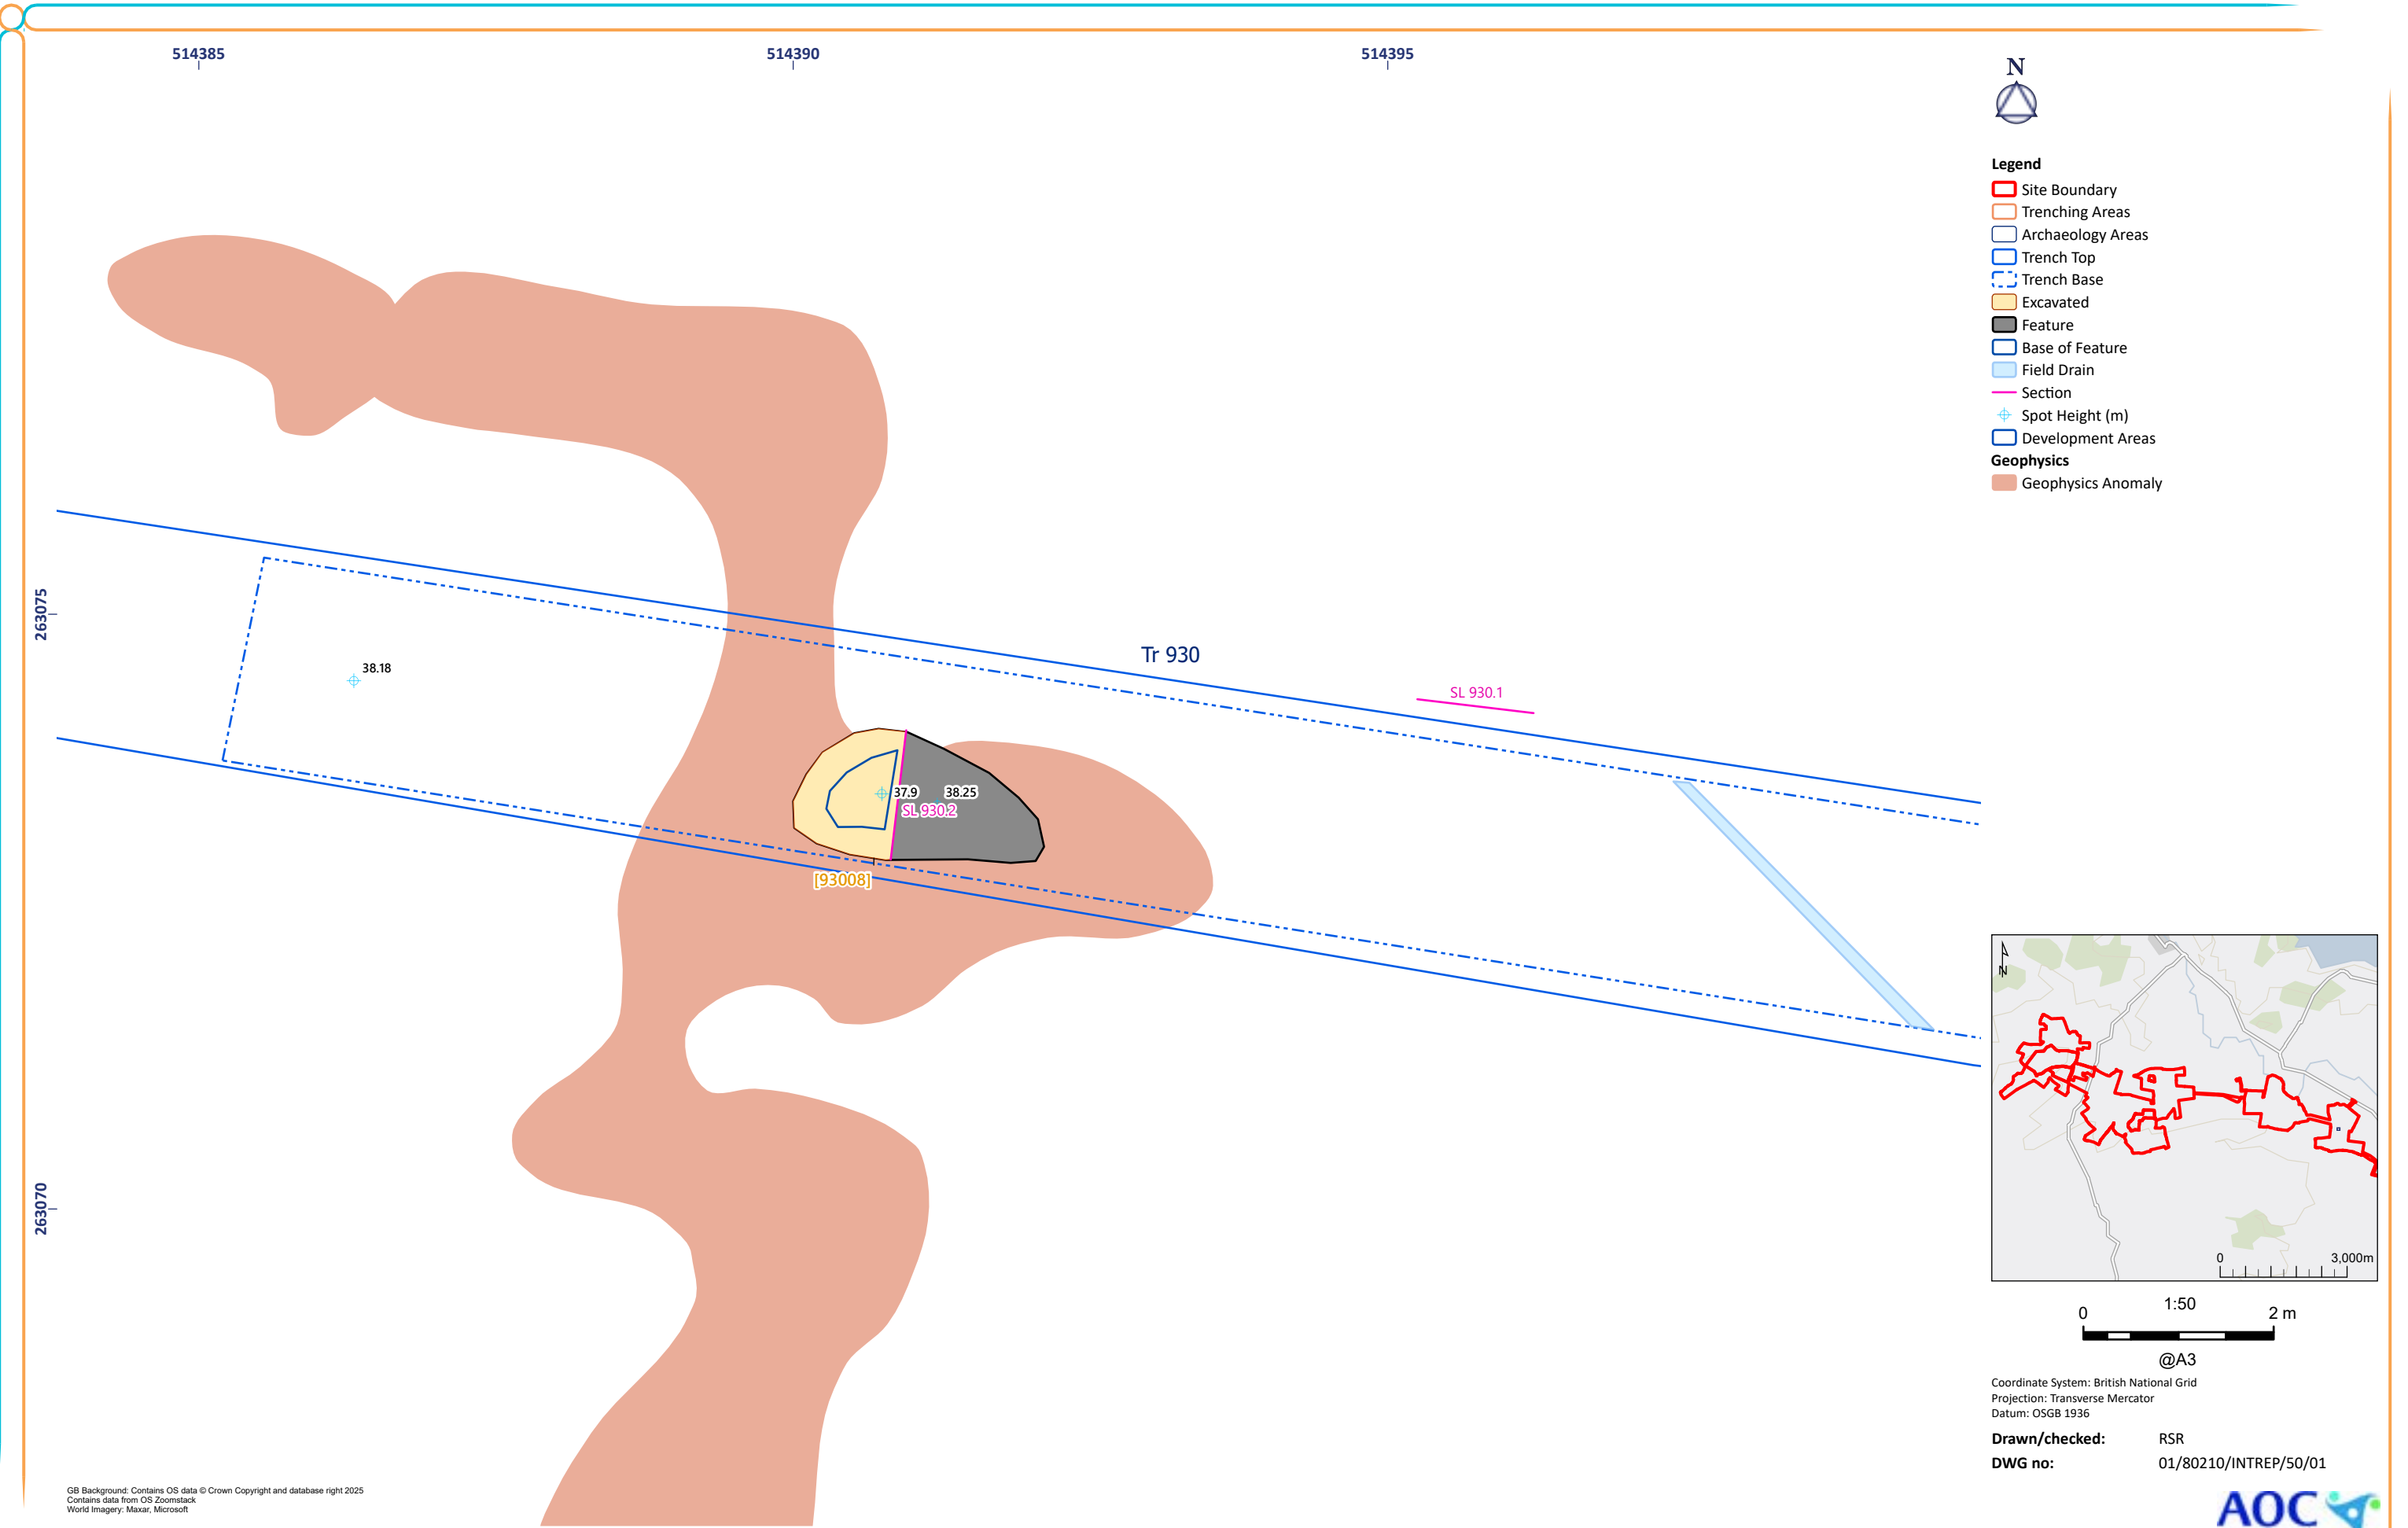 514385
514390
514395
N
Legend
Site Boundary
Trenching Areas
Archaeology Areas
Trench Top
Trench Base
Excavated
Feature
Base of Feature
Field Drain
Section
Spot Height (m)
Development Areas
Geophysics
Geophysics Anomaly
263075
Tr 930
38.18
SL 930.1
37.9
38.25
SL 930.2
[93008]
263070
N
0
3,000m
1:50
0
2 m
@A3
Coordinate System: British National Grid
Projection: Transverse Mercator
Datum: OSGB 1936
Drawn/checked: RSR
DWG no: 01/80210/INTREP/50/01
GB Background: Contains OS data © Crown Copyright and database right 2025
Contains data from OS Zoomstack
World Imagery: Maxar, Microsoft
AOC